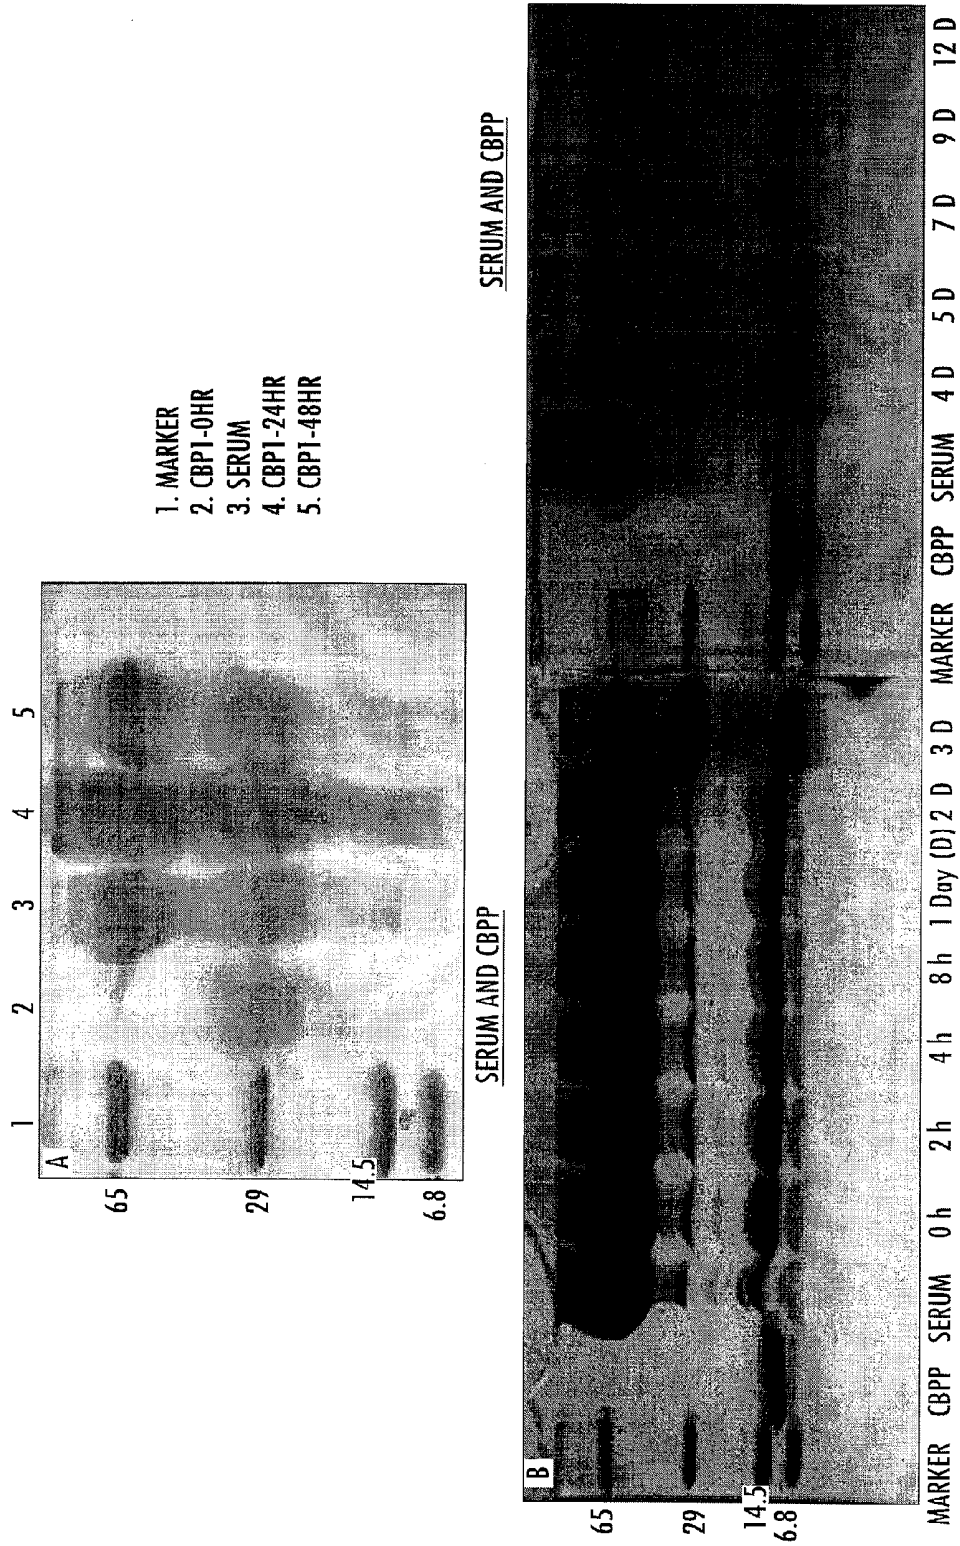 1 2 3 4 5
A
65
29
14.5
6.8
1. MARKER
2. CBP1-0HR
3. SERUM
4. CBP1-24HR
5. CBP1-48HR
SERUM AND CBPP
SERUM AND CBPP
B
65
29
14.5
6.8
MARKER CBPP SERUM 0 h 2 h 4 h 8 h 1 Day (D) 2 D 3 D MARKER CBPP SERUM 4 D 5 D 7 D 9 D 12 D